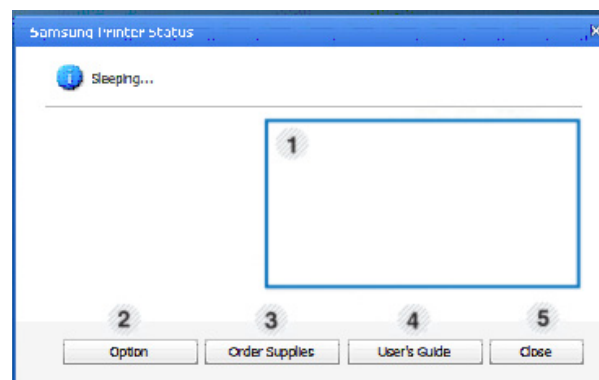 Samsung Printer Status
Sleeping...
1
2 3 4 5
Option Order Supplies User's Guide Close